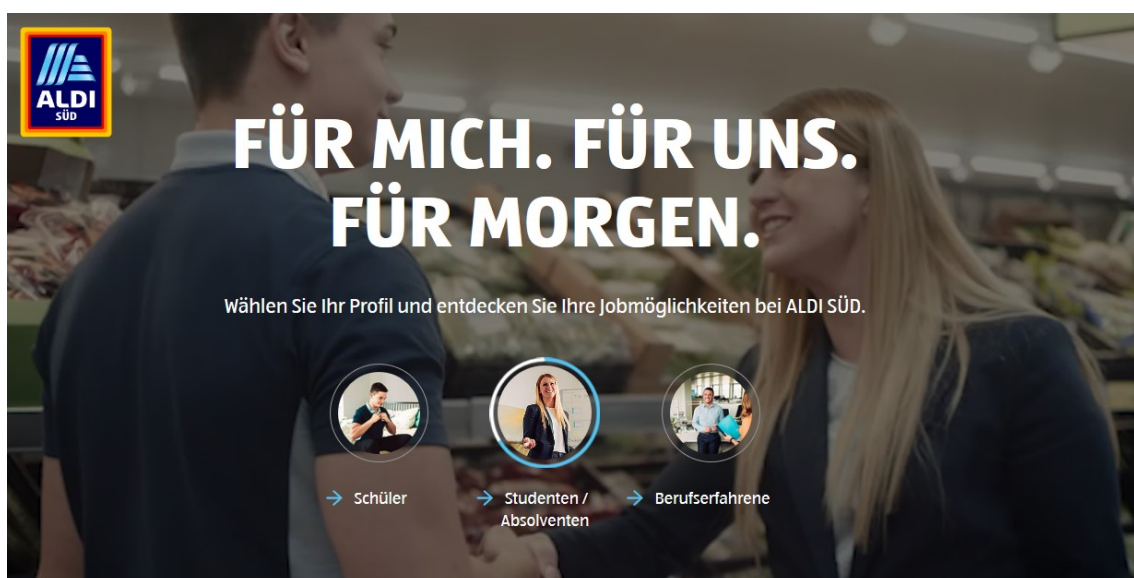 ALDI
SÜD
FÜR MICH. FÜR UNS.
FÜR MORGEN.
Wählen Sie Ihr Profil und entdecken Sie Ihre Jobmöglichkeiten bei ALDI SÜD.
→ Schüler
→ Studenten /
Absolventen
→ Berufserfahrene